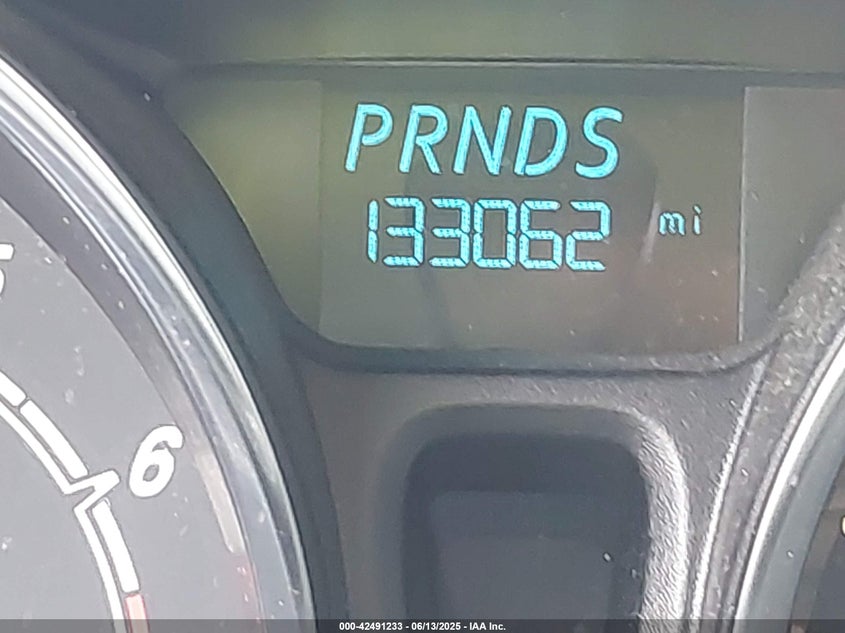 PRNDS
133062 mi
6
000-42491233 - 06/13/2025 - IAA Inc.